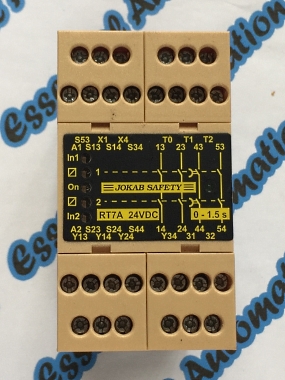 S53 X1 X4 T0 T1 T2
A1 S13 S14 S34 13 23 43 53
In1
1
On
JOKAB SAFETY
2
RT7A 24VDC
0 - 1.5 s
In2
A2 S23 S24 S44 14 24 44 54
Y13 Y14 Y24 Y34 31 32
Essential Automation